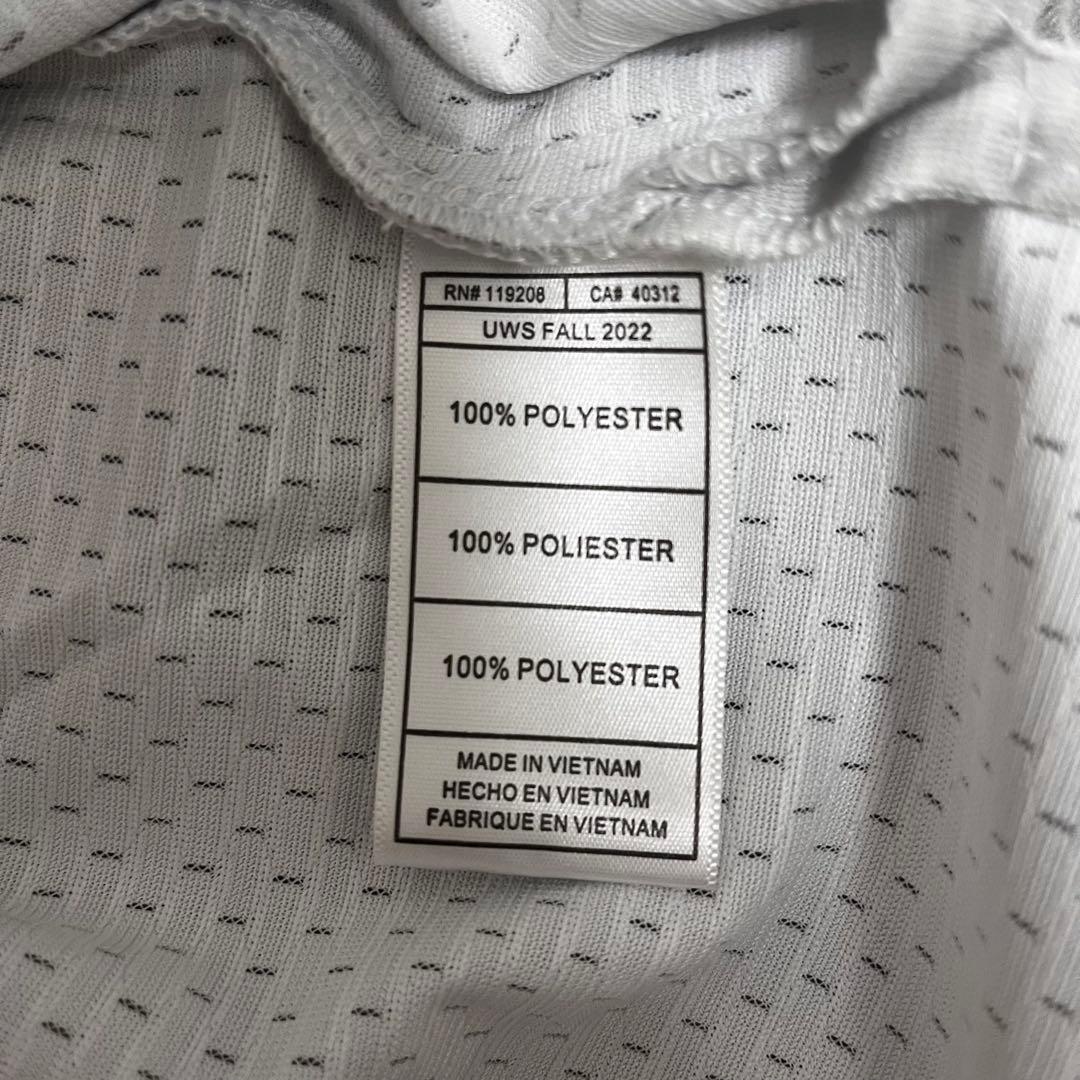 RN# 119208 CA# 40312
UWS FALL 2022
100% POLYESTER
100% POLIESTER
100% POLYESTER
MADE IN VIETNAM
HECHO EN VIETNAM
FABRIQUE EN VIETNAM